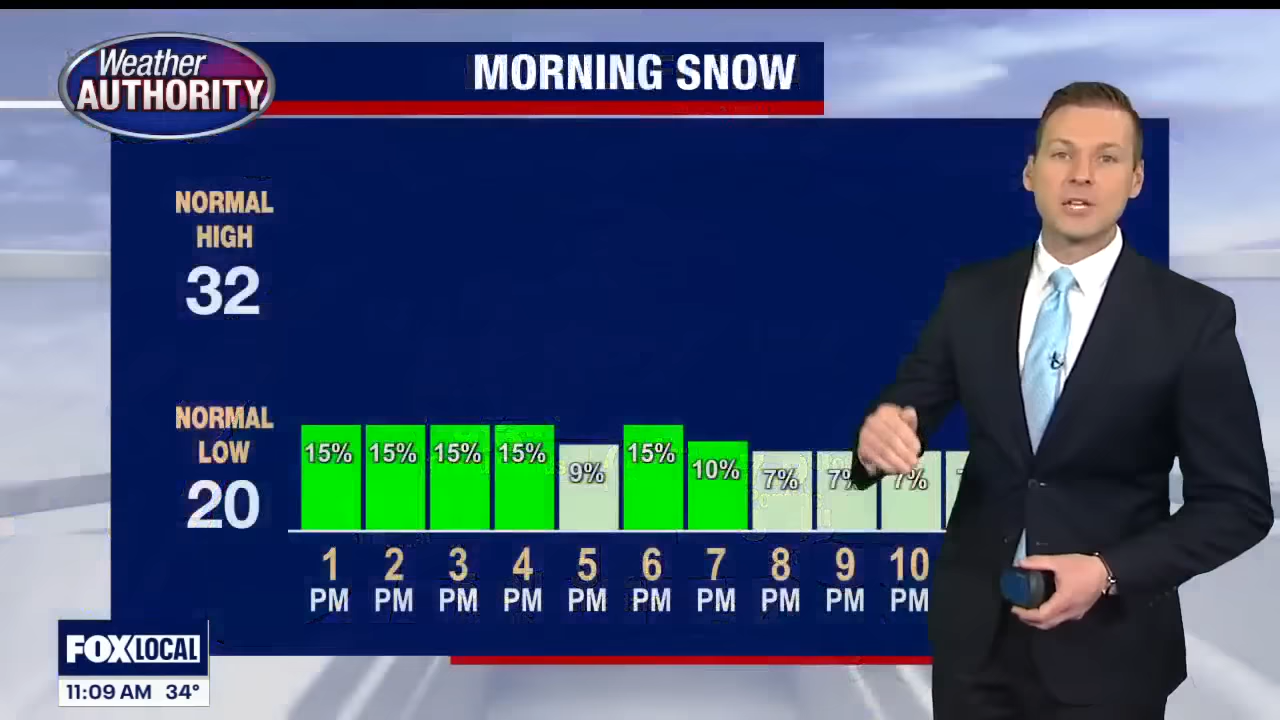 Weather
AUTHORITY
MORNING SNOW
NORMAL
HIGH
32
NORMAL
LOW
20
15% 15% 15% 15% 9% 15% 10% 7% 7% 7%
1 2 3 4 5 6 7 8 9 10
PM PM PM PM PM PM PM PM PM PM
FOX LOCAL
11:09 AM 34°